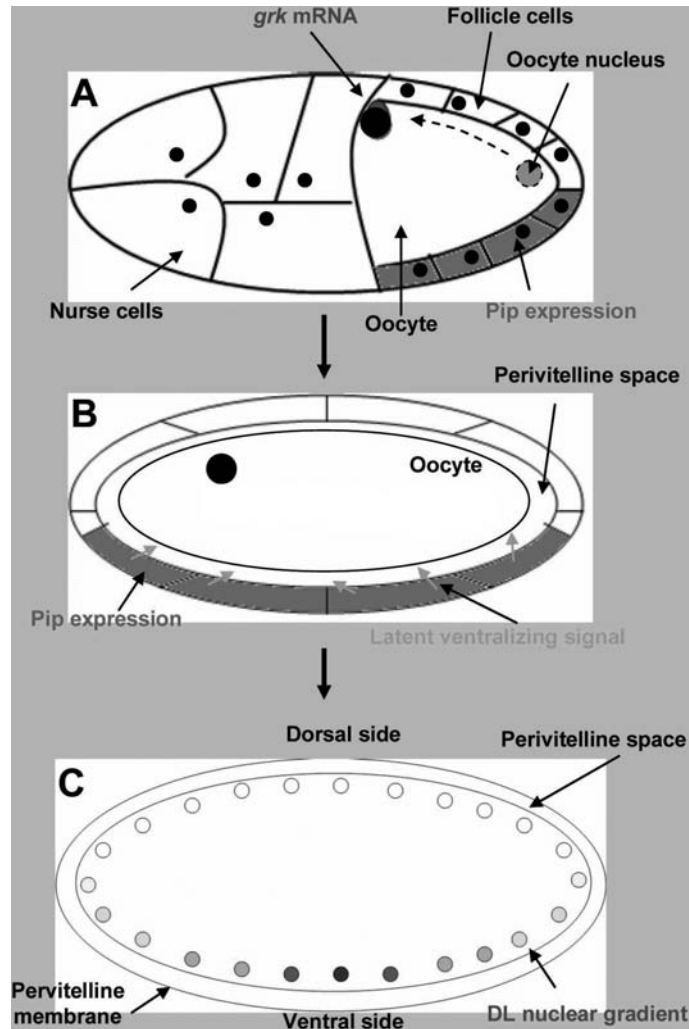 grk mRNA
Follicle cells
Oocyte nucleus
A
Nurse cells
Oocyte
Pip expression
Perivitelline space
B
Oocyte
Pip expression
Latent ventralizing signal
Dorsal side
Perivitelline space
C
Pervitelline
membrane
Ventral side
DL nuclear gradient